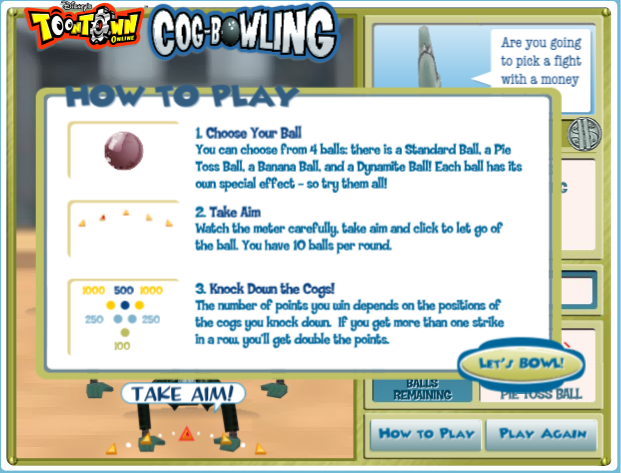 Disney's
TOONTOWN
ONLINE
COG-BOWLING
Are you going
to pick a fight
with a money
HOW TO PLAY
1. Choose Your Ball
You can choose from 4 balls: there is a Standard Ball, a Pie
Toss Ball, a Banana Ball, and a Dynamite Ball! Each ball has its
own special effect - so try them all!
2. Take Aim
Watch the meter carefully, take aim and click to let go of
the ball. You have 10 balls per round.
1000 500 1000
250 250
100
3. Knock Down the Cogs!
The number of points you win depends on the positions of
the cogs you knock down. If you get more than one strike
in a row, you'll get double the points.
LET'S BOWL!
TAKE AIM!
BALLS
REMAINING
PIE TOSS BALL
HOW TO PLAY
PLAY AGAIN